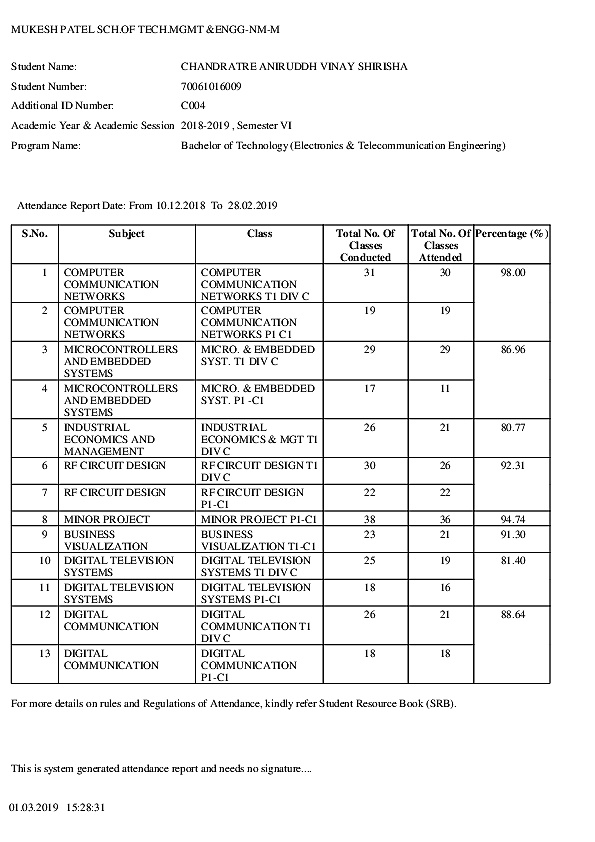 MUKESH PATEL SCH.OF TECH.MGMT &ENGG-NM-M
Student Name: CHANDRATRE ANIRUDDH VINAY SHIRISHA
Student Number: 70061016009
Additional ID Number: C004
Academic Year & Academic Session 2018-2019 , Semester VI
Program Name: Bachelor of Technology (Electronics & Telecommunication Engineering)
Attendance Report Date: From 10.12.2018 To 28.02.2019
S.No. Subject Class Total No. Of Total No. Of Percentage (%)
Classes Classes
Conducted Attended
1 COMPUTER COMPUTER 31 30 98.00
COMMUNICATION COMMUNICATION
NETWORKS NETWORKS T1 DIV C
2 COMPUTER COMPUTER 19 19
COMMUNICATION COMMUNICATION
NETWORKS NETWORKS P1 C1
3 MICROCONTROLLERS MICRO. & EMBEDDED 29 29 86.96
AND EMBEDDED SYST. T1 DIV C
SYSTEMS
4 MICROCONTROLLERS MICRO. & EMBEDDED 17 11
AND EMBEDDED SYST. P1 -C1
SYSTEMS
5 INDUSTRIAL INDUSTRIAL 26 21 80.77
ECONOMICS AND ECONOMICS & MGT T1
MANAGEMENT DIV C
6 RF CIRCUIT DESIGN RF CIRCUIT DESIGN T1 30 26 92.31
DIV C
7 RF CIRCUIT DESIGN RF CIRCUIT DESIGN 22 22
P1-C1
8 MINOR PROJECT MINOR PROJECT P1-C1 38 36 94.74
9 BUSINESS BUSINESS 23 21 91.30
VISUALIZATION VISUALIZATION T1-C1
10 DIGITAL TELEVISION DIGITAL TELEVISION 25 19 81.40
SYSTEMS SYSTEMS T1 DIV C
11 DIGITAL TELEVISION DIGITAL TELEVISION 18 16
SYSTEMS SYSTEMS P1-C1
12 DIGITAL DIGITAL 26 21 88.64
COMMUNICATION COMMUNICATION T1
DIV C
13 DIGITAL DIGITAL 18 18
COMMUNICATION COMMUNICATION
P1-C1
For more details on rules and Regulations of Attendance, kindly refer Student Resource Book (SRB).
This is system generated attendance report and needs no signature....
01.03.2019 15:28:31